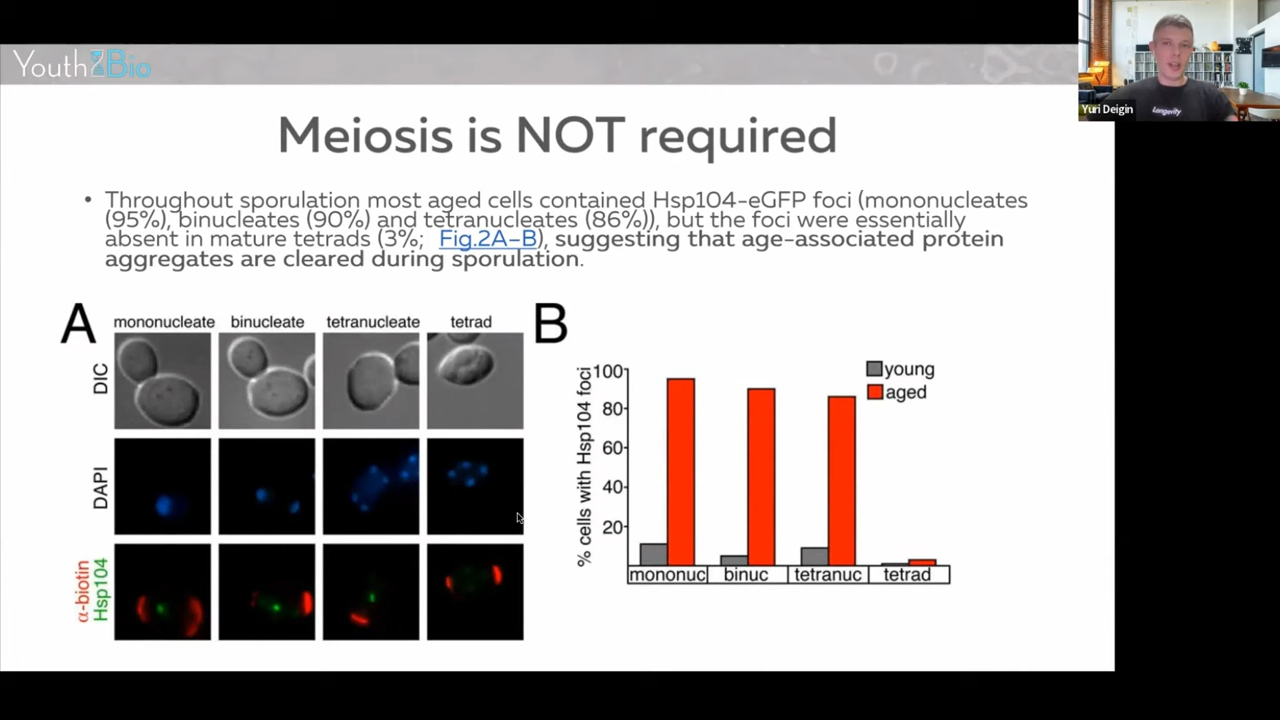 Youth Bio
Yuri Deigin
Longevity
Meiosis is NOT required
• Throughout sporulation most aged cells contained Hsp104-eGFP foci (mononucleates
(95%), binucleates (90%) and tetranucleates (86%)), but the foci were essentially
absent in mature tetrads (3%; Fig.2A–B), suggesting that age-associated protein
aggregates are cleared during sporulation.
A
mononucleate binucleate tetranucleate tetrad
DIC
DAPI
α-biotin
Hsp104
B
% cells with Hsp104 foci
100
80
60
40
20
young
aged
mononuc binuc tetranuc tetrad